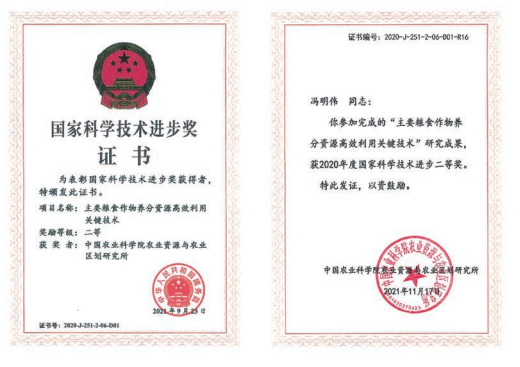 国家科学技术进步奖
证书
为表彰国家科学技术进步奖获得者，
特颁发此证书。
项目名称：主要粮食作物养分资源高效利用
关键技术
奖励等级：二等
获奖者：中国农业科学院农业资源与农业
区划研究所
中华人民共和国国务院
2021年9月23日
证书号：2020-J-251-2-06-D01
证书编号：2020-J-251-2-06-D01-R16
冯明伟 同志：
你参加完成的“主要粮食作物养
分资源高效利用关键技术”研究成果，
获2020年度国家科学技术进步二等奖。
特此发证，以资鼓励。
中国农业科学院农业资源与农业区划研究所
2021年11月17日